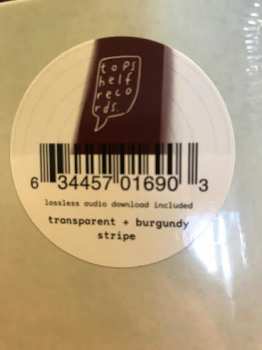 tops
helf
reco
rds.
6 34457 01690 3
lossless audio download included
transparent + burgundy
stripe